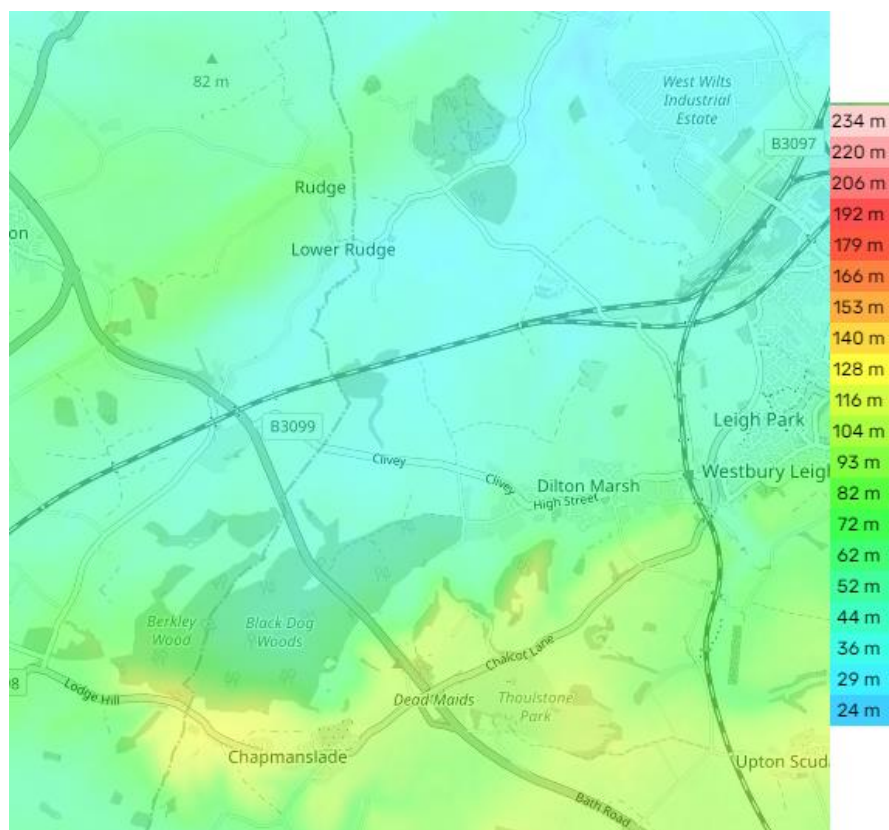 82 m
West Wilts
Industrial
Estate
B3097
Rudge
Lower Rudge
on
B3099
Clivey
Clivey
Leigh Park
Westbury Leigh
Dilton Marsh
High Street
Berkley
Wood
Black Dog
Woods
Chalcot Lane
98
Lodge Hill
Dead Maids
Thoulstone
Park
Chapmanslade
Upton Scuda
Bath Road
234 m
220 m
206 m
192 m
179 m
166 m
153 m
140 m
128 m
116 m
104 m
93 m
82 m
72 m
62 m
52 m
44 m
36 m
29 m
24 m